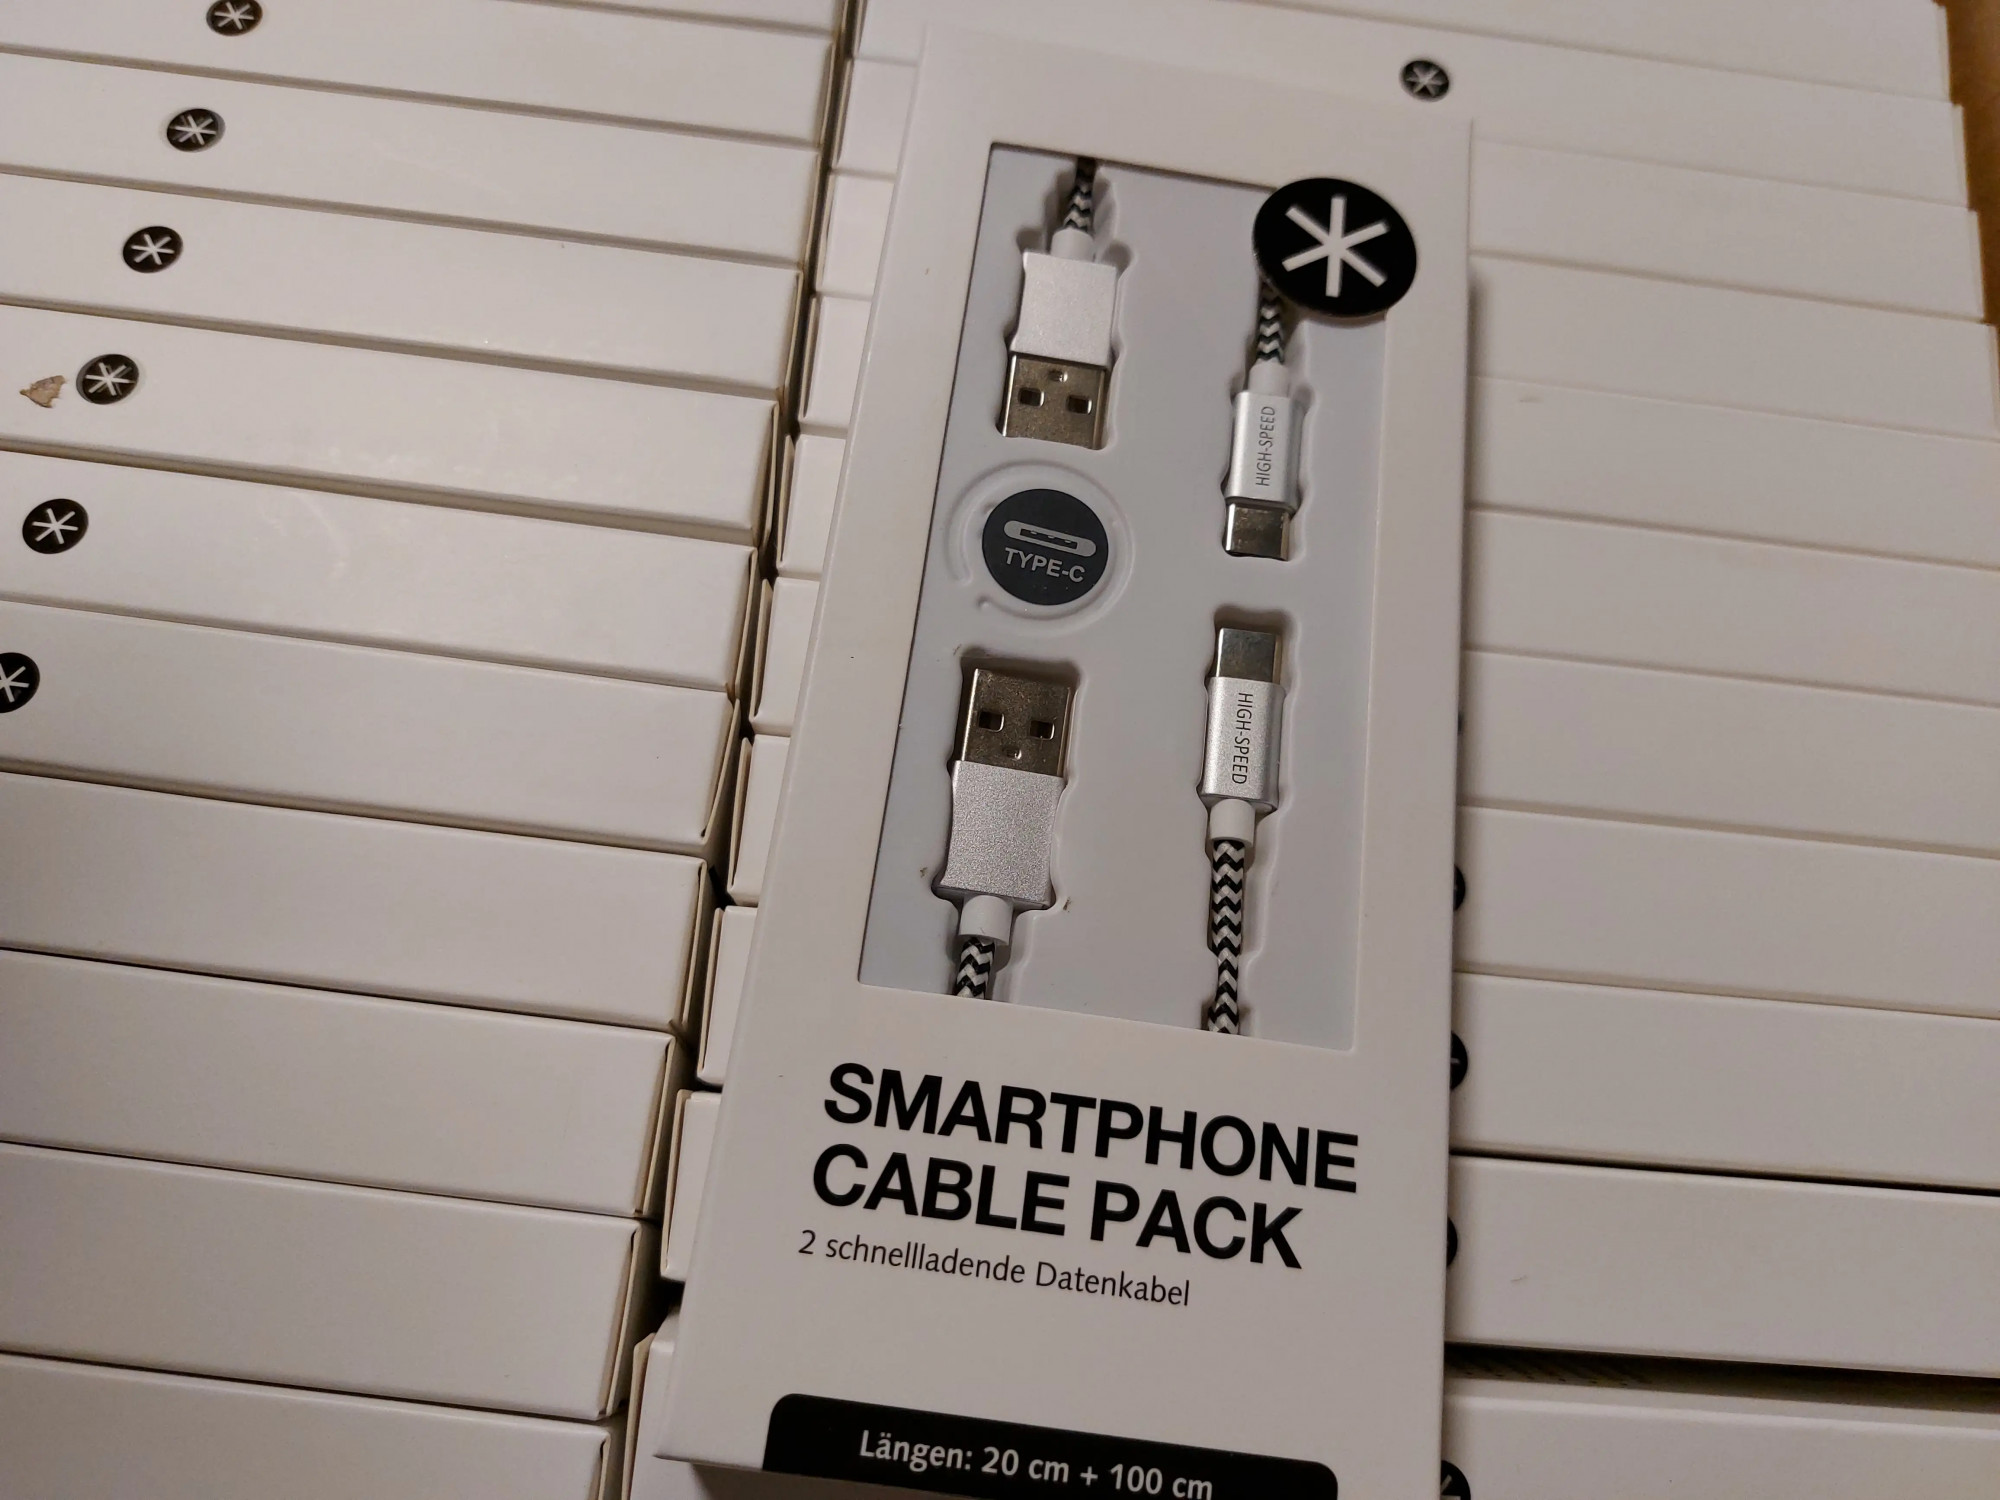 HIGH-SPEED
TYPE-C
HIGH-SPEED
SMARTPHONE
CABLE PACK
2 schnellladende Datenkabel
Längen: 20 cm + 100 cm